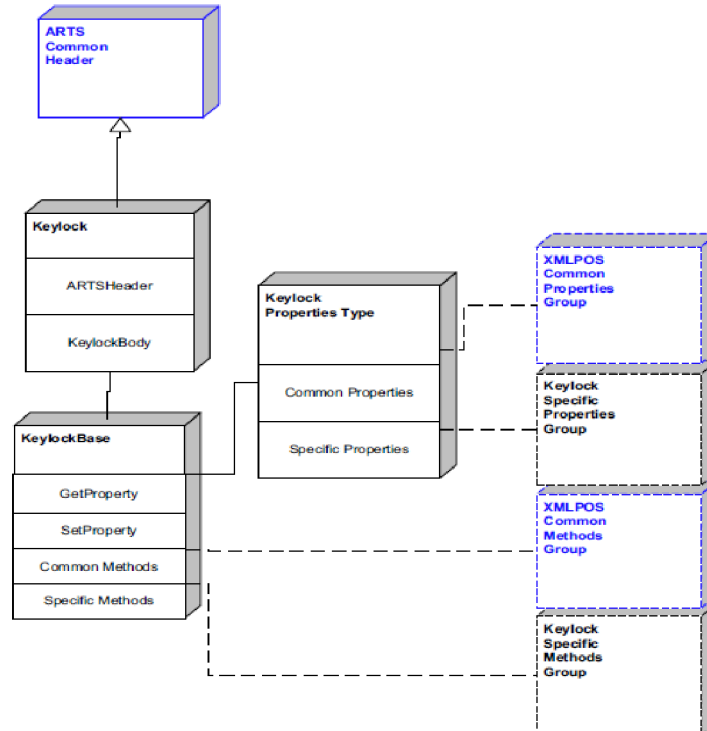 ARTS
Common
Header
Keylock
ARTSHeader
KeylockBody
Keylock
Properties Type
Common Properties
Specific Properties
KeylockBase
GetProperty
SetProperty
Common Methods
Specific Methods
XMLPOS
Common
Properties
Group
Keylock
Specific
Properties
Group
XMLPOS
Common
Methods
Group
Keylock
Specific
Methods
Group